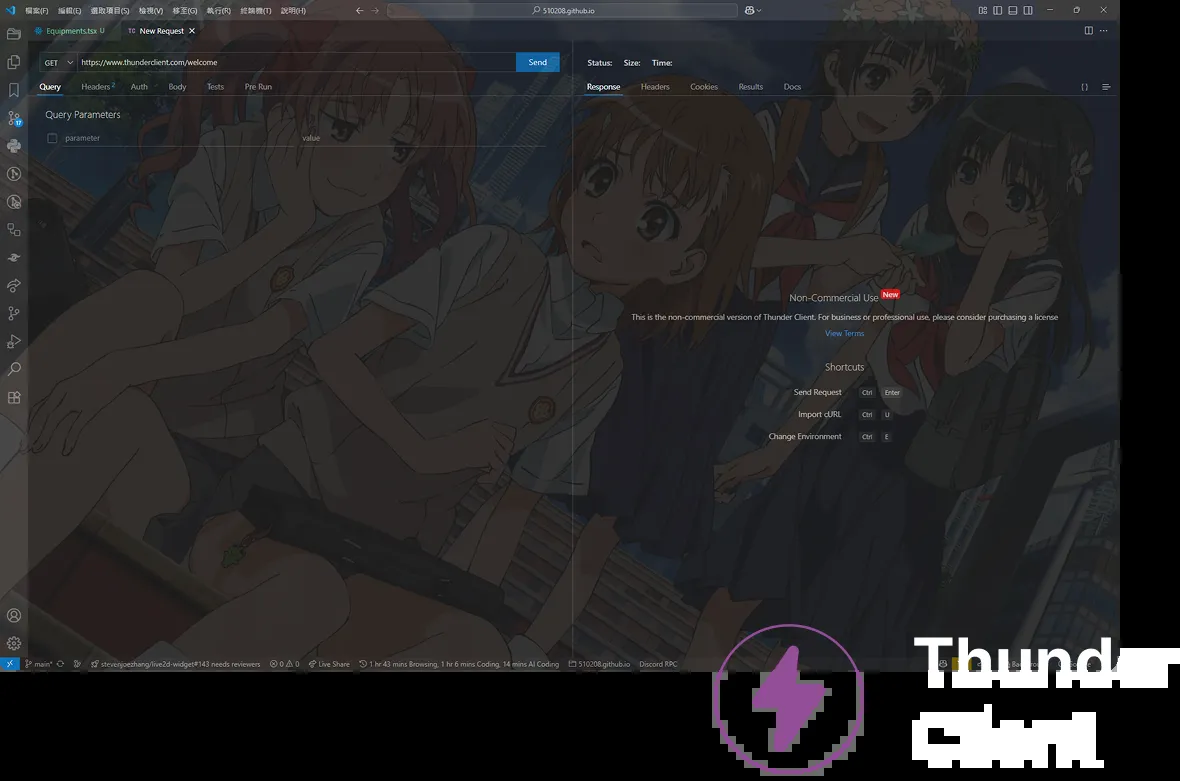 檔案(F) 編輯(E) 選取項目(S) 檢視(V) 移至(G) 執行(R) 終端機(T) 說明(H) 510208.github.io
Equipments.tsx U TC New Request
GET https://www.thunderclient.com/welcome Send
Status: Size: Time:
Query Headers 2 Auth Body Tests Pre Run
Response Headers Cookies Results Docs
Query Parameters
parameter value
17
Non-Commercial Use New
This is the non-commercial version of Thunder Client. For business or professional use, please consider purchasing a license
View Terms
Shortcuts
Send Request Ctrl Enter
Import cURL Ctrl U
Change Environment Ctrl E
main* stevenjoezhang/live2d-widget#143 needs reviewers 0 0 Live Share 1 hr 43 mins Browsing, 1 hr 6 mins Coding, 14 mins AI Coding 510208.github.io Discord RPC
Thunder
Client